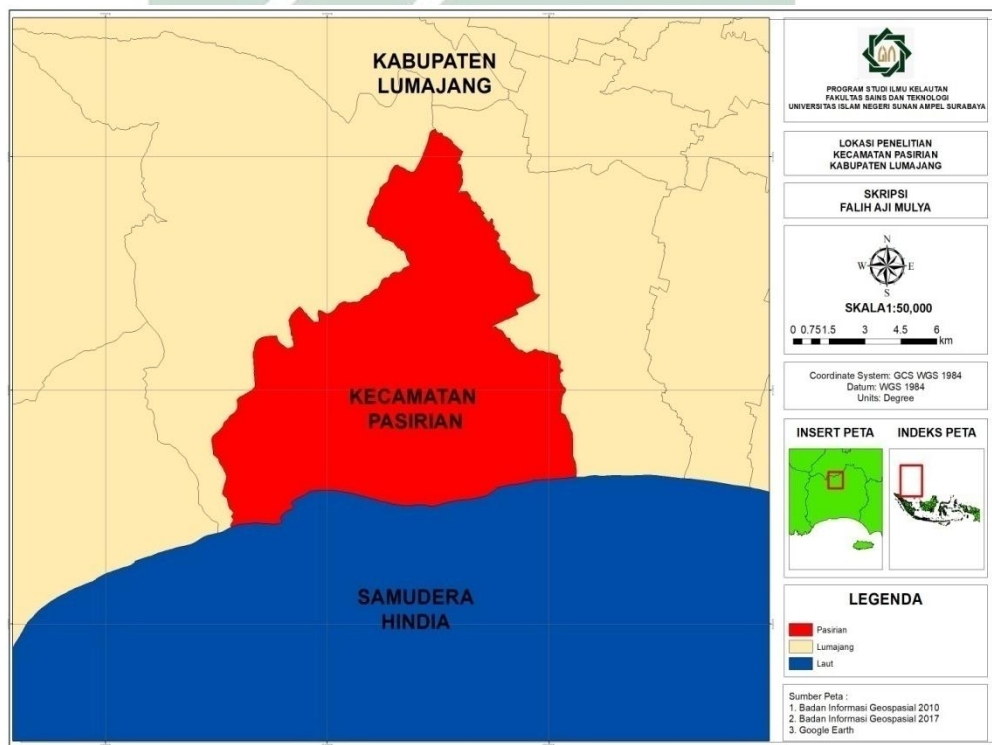 KABUPATEN
LUMAJANG
KECAMATAN
PASIRIAN
SAMUDERA
HINDIA
PROGRAM STUDI ILMU KELAUTAN
FAKULTAS SAINS DAN TEKNOLOGI
UNIVERSITAS ISLAM NEGERI SUNAN AMPEL SURABAYA
LOKASI PENELITIAN
KECAMATAN PASIRIAN
KABUPATEN LUMAJANG
SKRIPSI
FALIH AJI MULYA
N
W E
S
SKALA1:50,000
0 0.751.5 3 4.5 6
km
Coordinate System: GCS WGS 1984
Datum: WGS 1984
Units: Degree
INSERT PETA INDEKS PETA
LEGENDA
Pasirian
Lumajang
Laut
Sumber Peta :
1. Badan Informasi Geospasial 2010
2. Badan Informasi Geospasial 2017
3. Google Earth